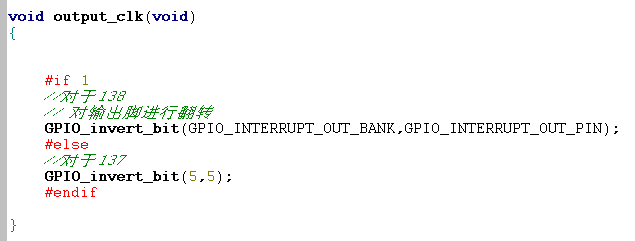 void output_clk(void)
{
#if 1
//对于138
// 对输出脚进行翻转
GPIO_invert_bit(GPIO_INTERRUPT_OUT_BANK,GPIO_INTERRUPT_OUT_PIN);
#else
//对于137
GPIO_invert_bit(5,5);
#endif
}